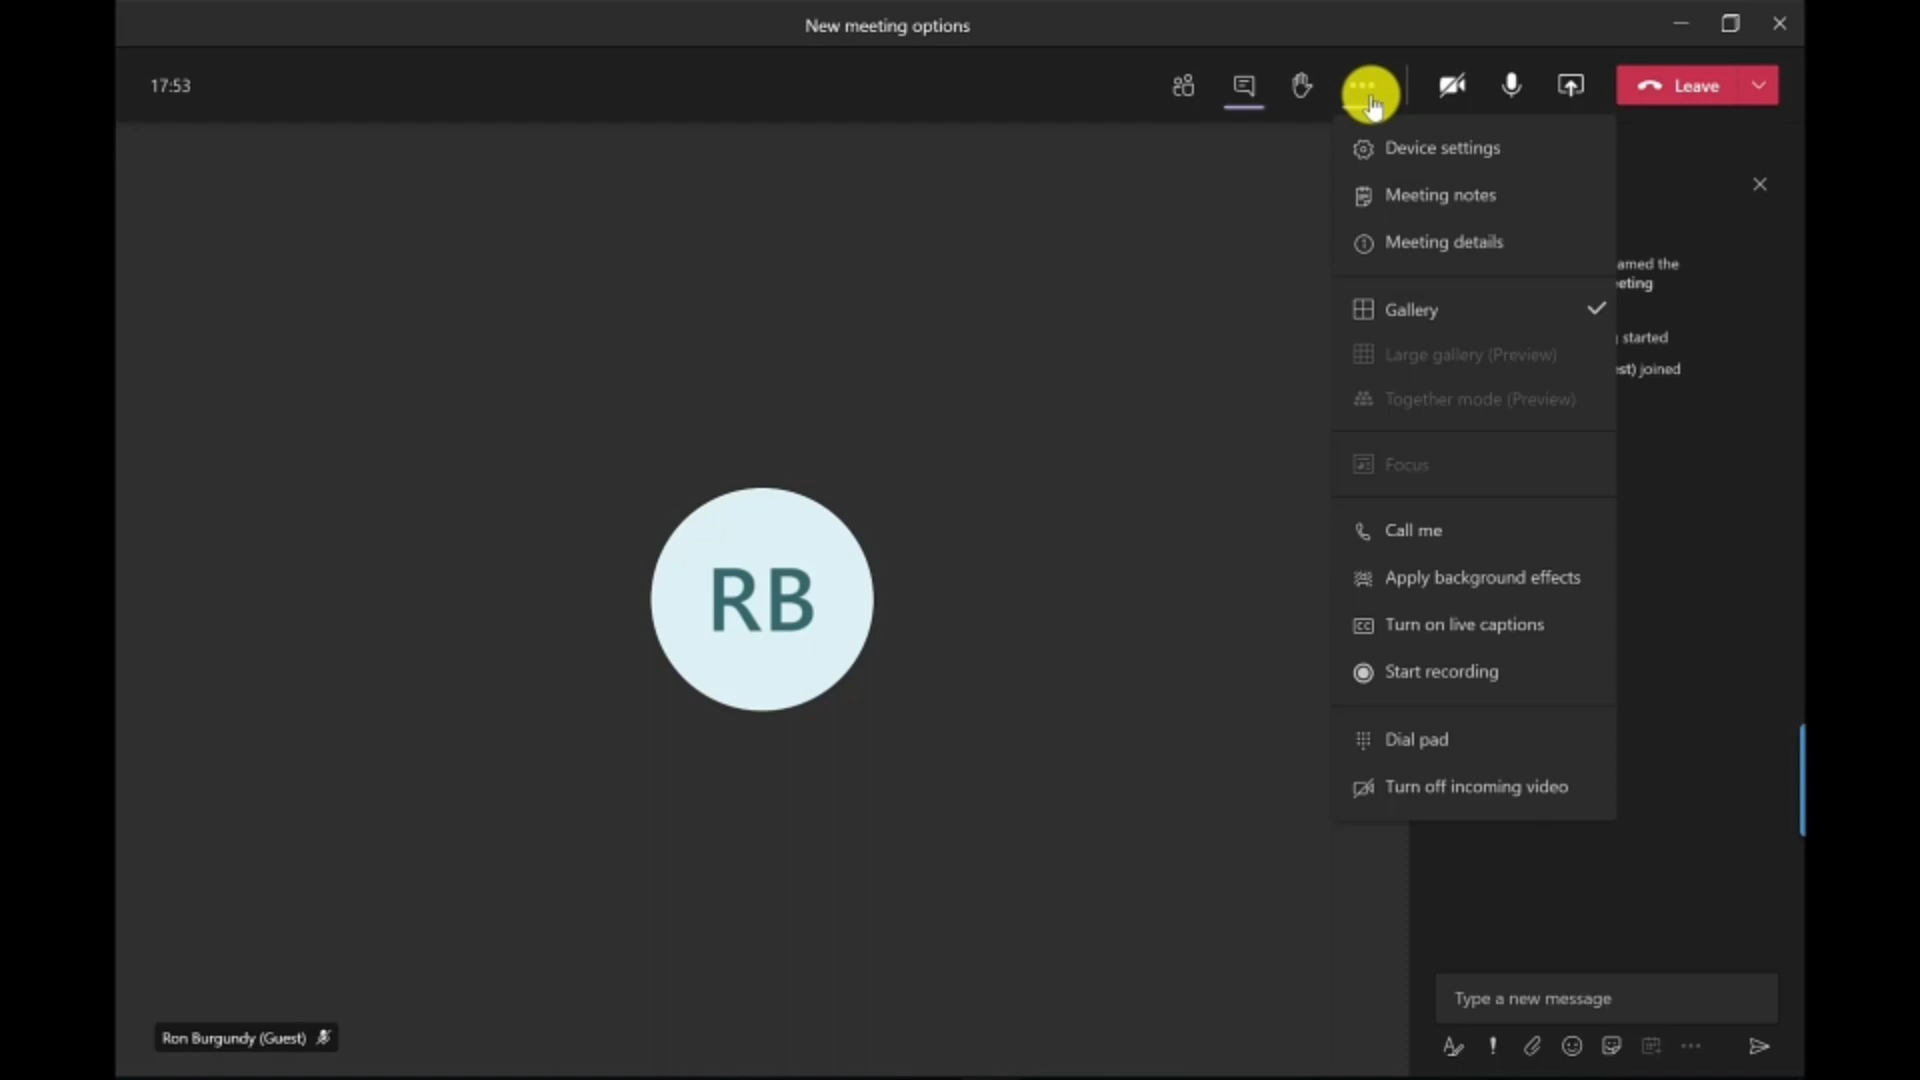 New meeting options
17:53
Leave
Device settings
Meeting notes
Meeting details
amed the
eting
started
st) joined
Gallery
Large gallery (Preview)
Together mode (Preview)
Focus
Call me
Apply background effects
Turn on live captions
CC
Start recording
Dial pad
Turn off incoming video
RB
Ron Burgundy (Guest)
Type a new message